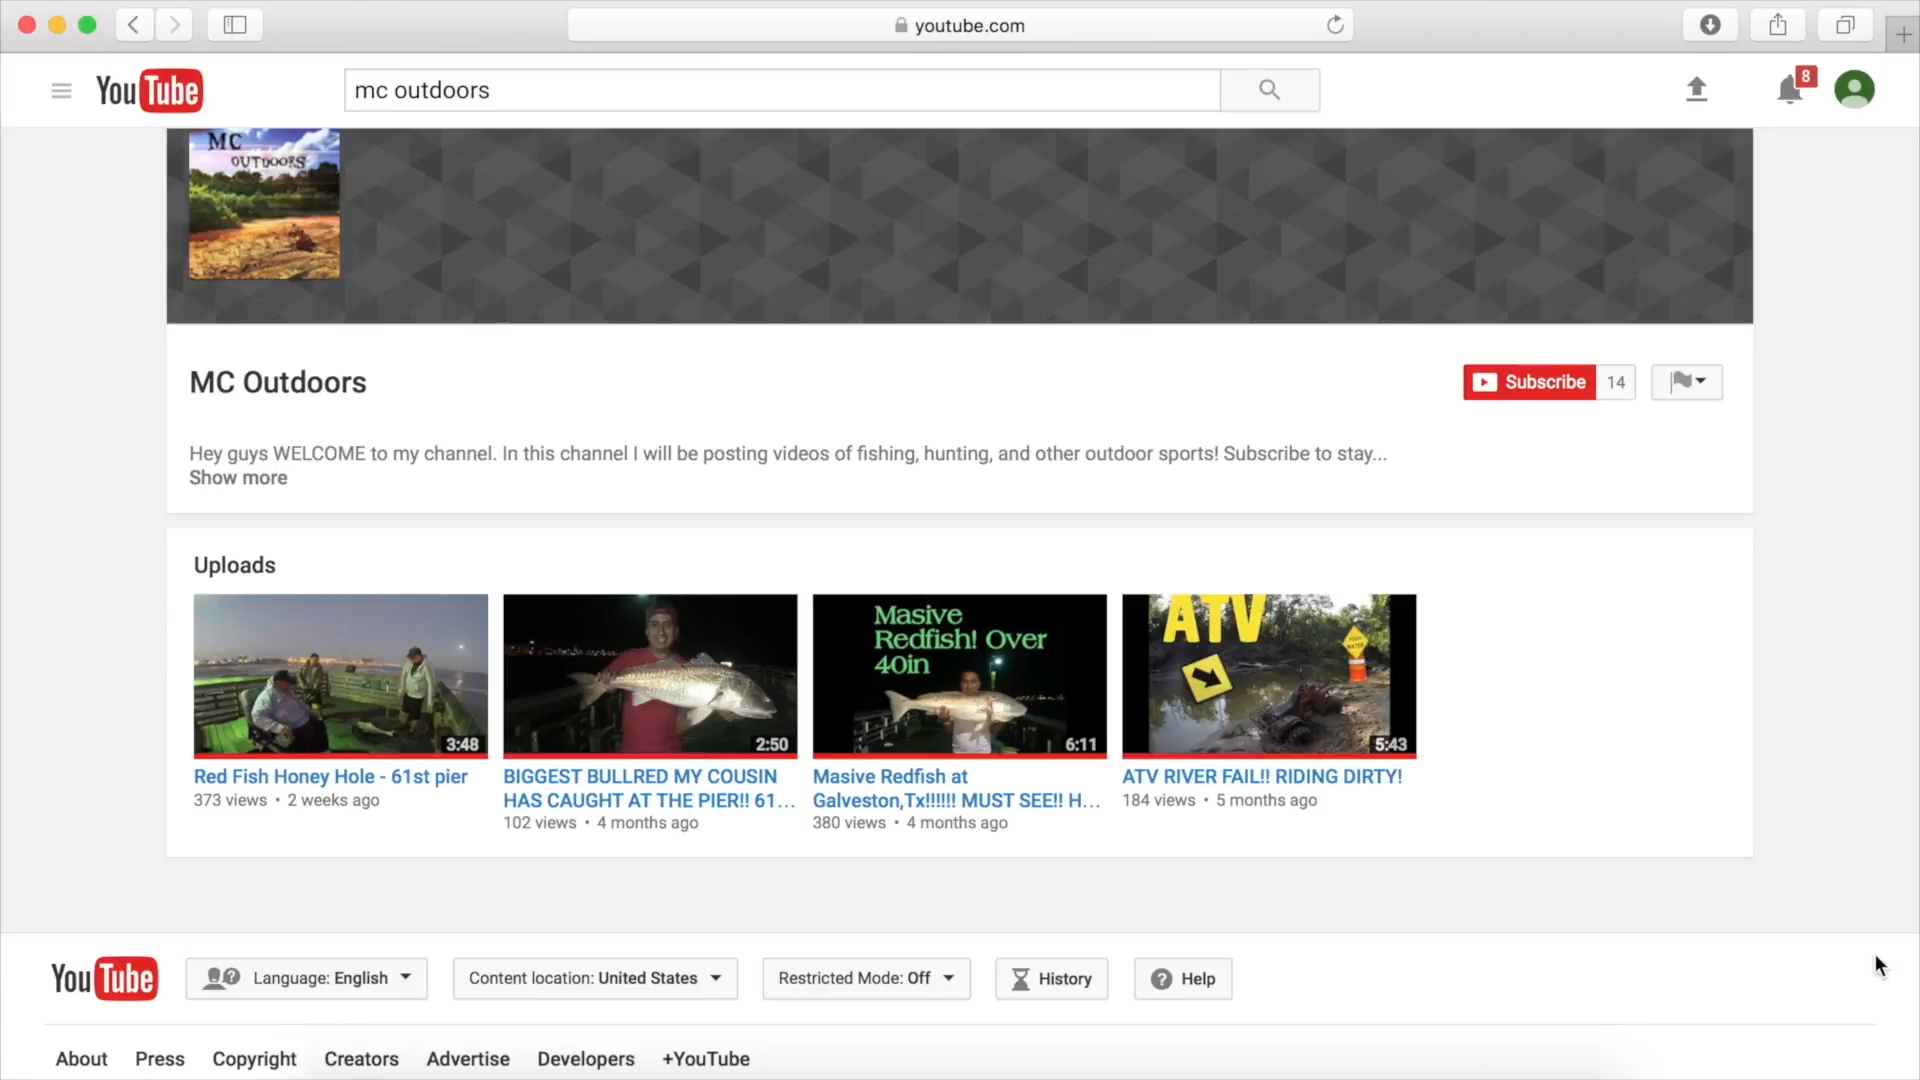 youtube.com
YouTube
mc outdoors
8
MC
OUTDOORS
MC Outdoors
Subscribe 14
Hey guys WELCOME to my channel. In this channel I will be posting videos of fishing, hunting, and other outdoor sports! Subscribe to stay...
Show more
Uploads
3:48
2:50
Masive
Redfish! Over
40in
6:11
ATV
HIGH
WATER
5:43
Red Fish Honey Hole - 61st pier
373 views • 2 weeks ago
BIGGEST BULLRED MY COUSIN
HAS CAUGHT AT THE PIER!! 61...
102 views • 4 months ago
Masive Redfish at
Galveston,Tx!!!!!! MUST SEE!! H...
380 views • 4 months ago
ATV RIVER FAIL!! RIDING DIRTY!
184 views • 5 months ago
YouTube
Language: English
Content location: United States
Restricted Mode: Off
History
Help
About Press Copyright Creators Advertise Developers +YouTube